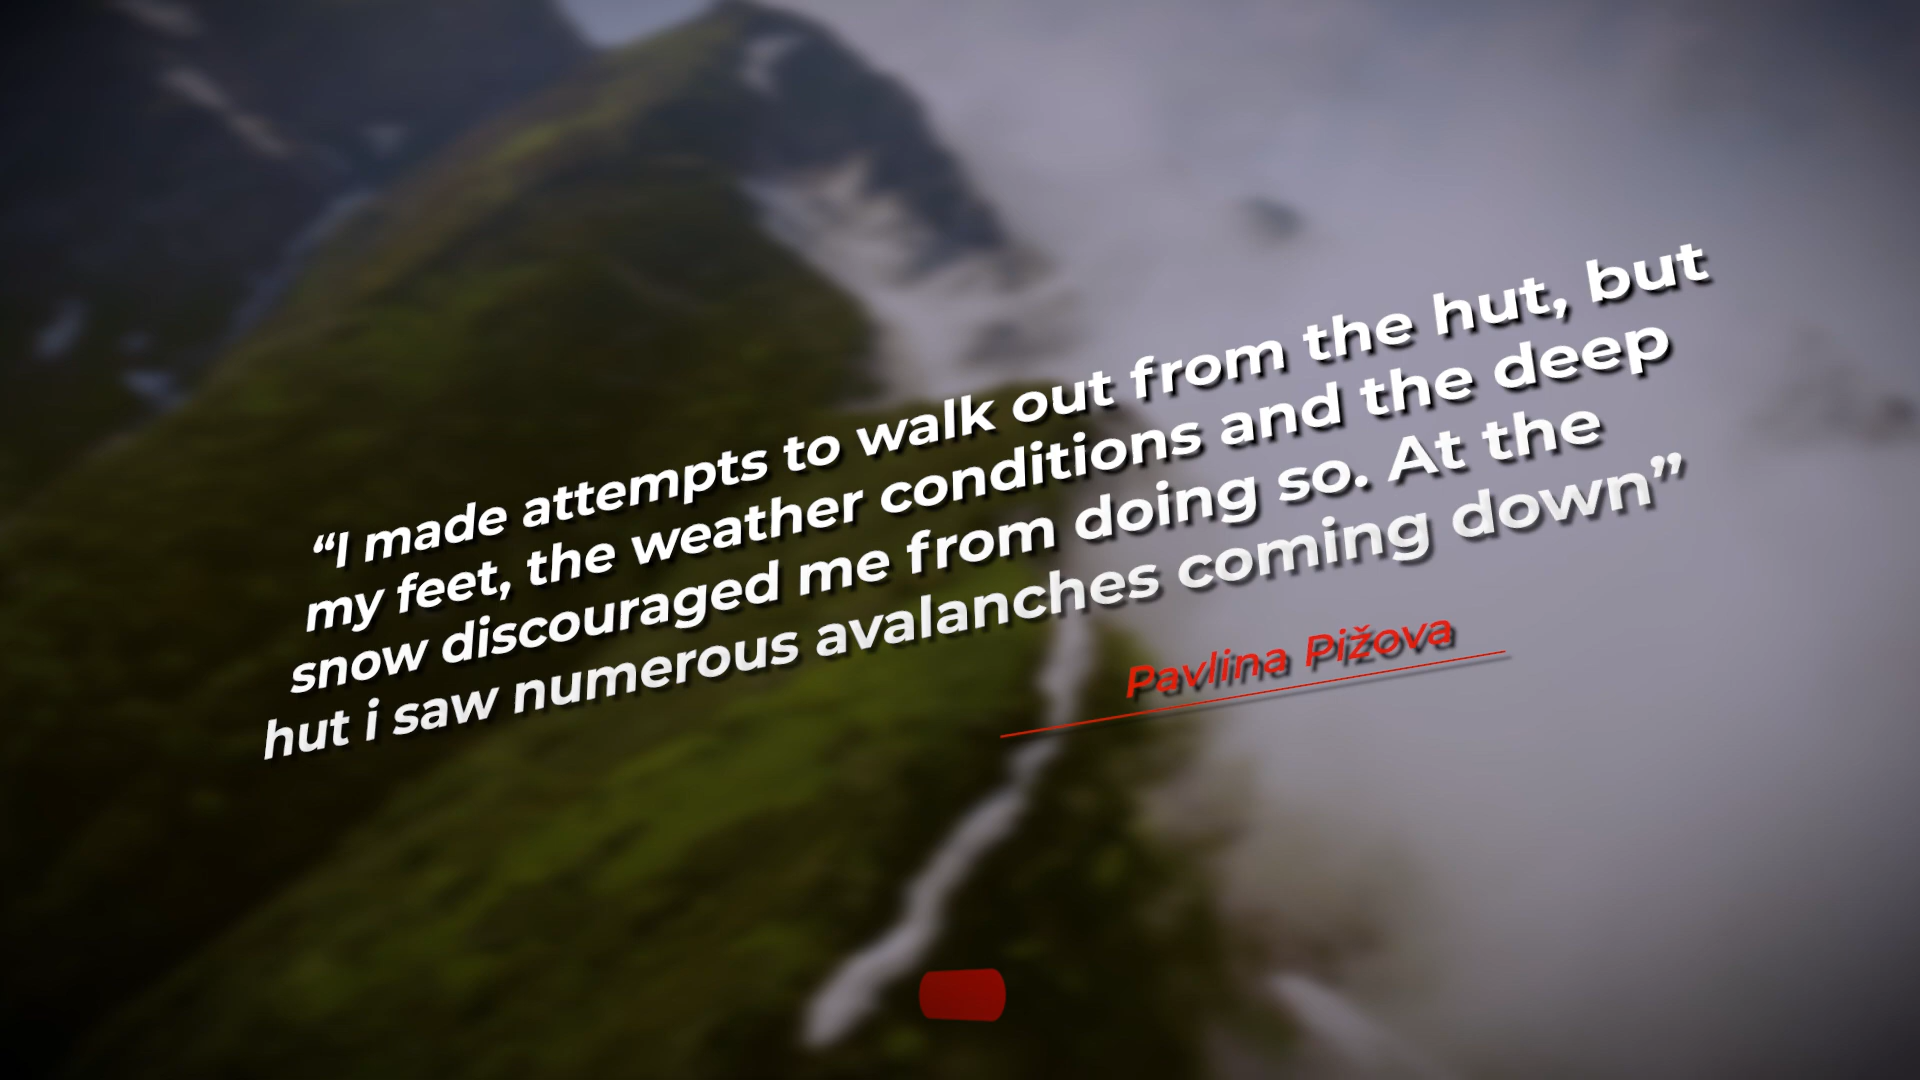 “I made attempts to walk out from the hut, but
my feet, the weather conditions and the deep
snow discouraged me from doing so. At the
hut i saw numerous avalanches coming down”
Pavlina Pižova